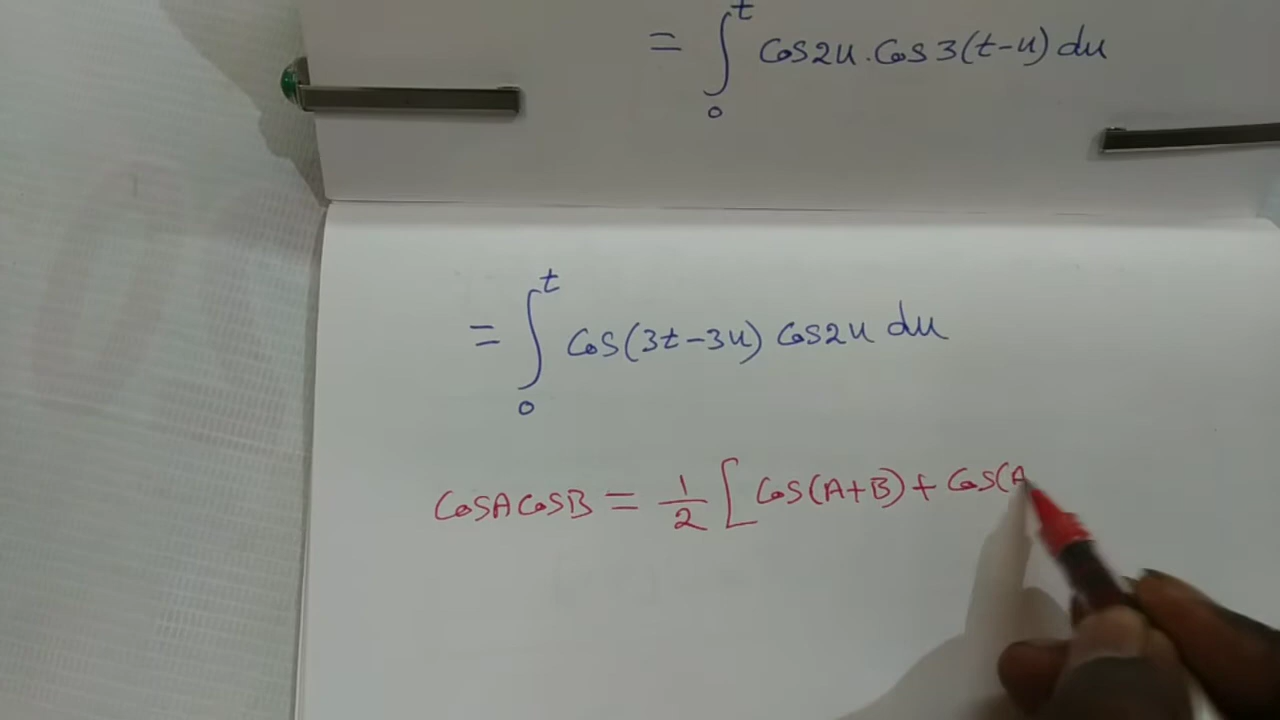 = ∫₀ᵗ cos2u.cos3(t-u) du
= ∫₀ᵗ cos(3t-3u) cos2u du
cosAcosB = 1/2 [cos(A+B) + cos(A